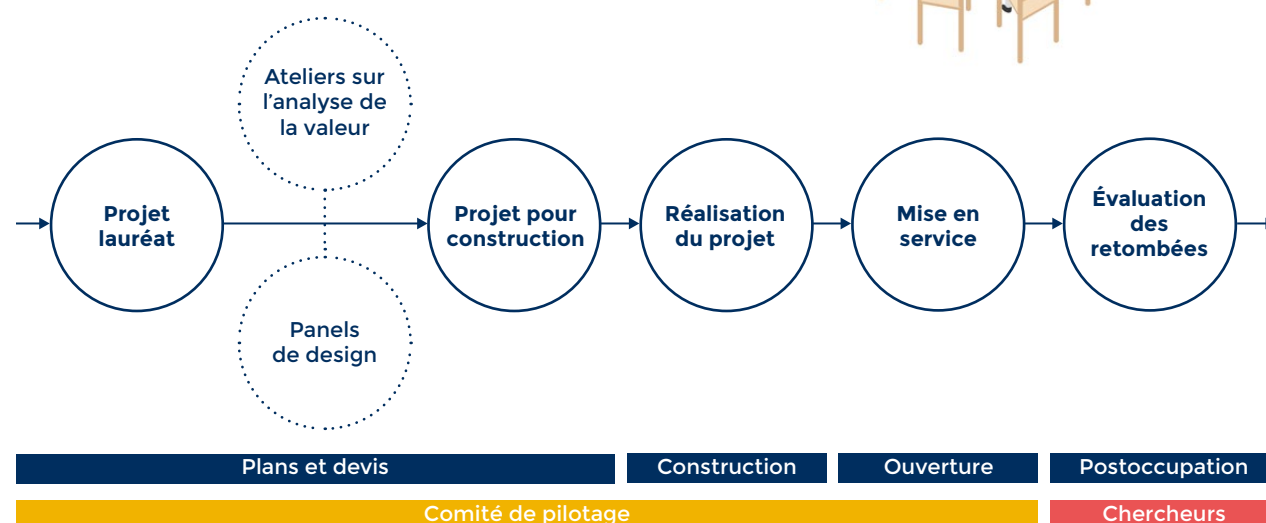 Ateliers sur
l'analyse de
la valeur
Projet
lauréat
Projet pour
construction
Réalisation
du projet
Mise en
service
Évaluation
des
retombées
Panels
de design
Plans et devis
Construction
Ouverture
Postoccupation
Comité de pilotage
Chercheurs